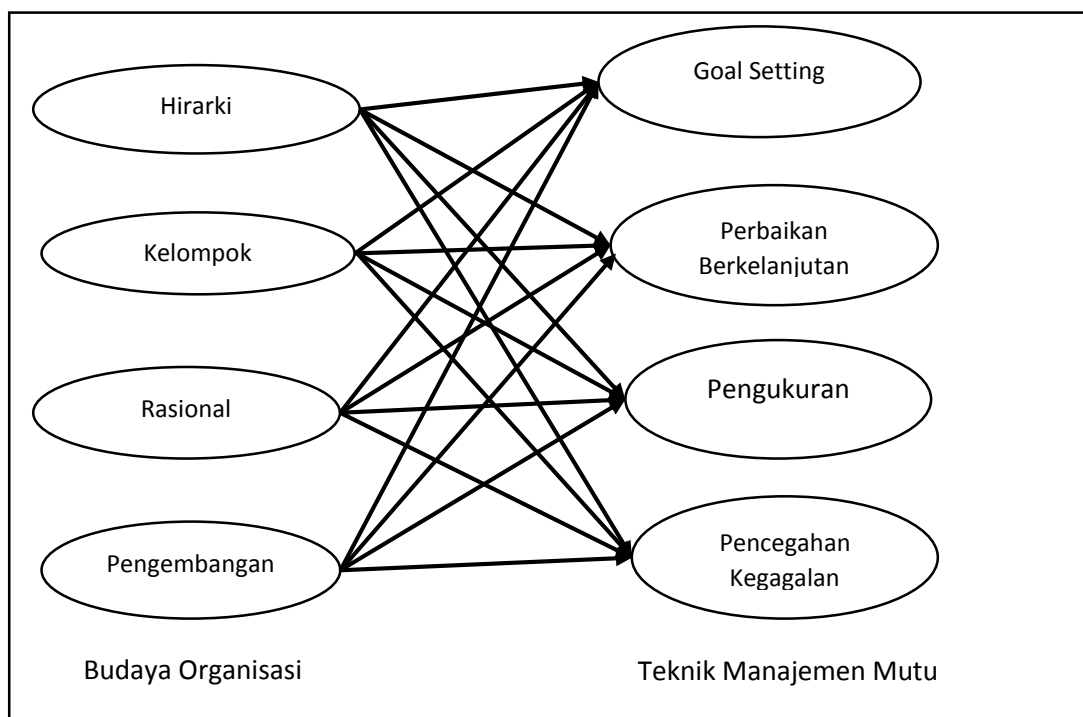 Hirarki
Goal Setting
Kelompok
Perbaikan
Berkelanjutan
Rasional
Pengukuran
Pengembangan
Pencegahan
Kegagalan
Budaya Organisasi
Teknik Manajemen Mutu